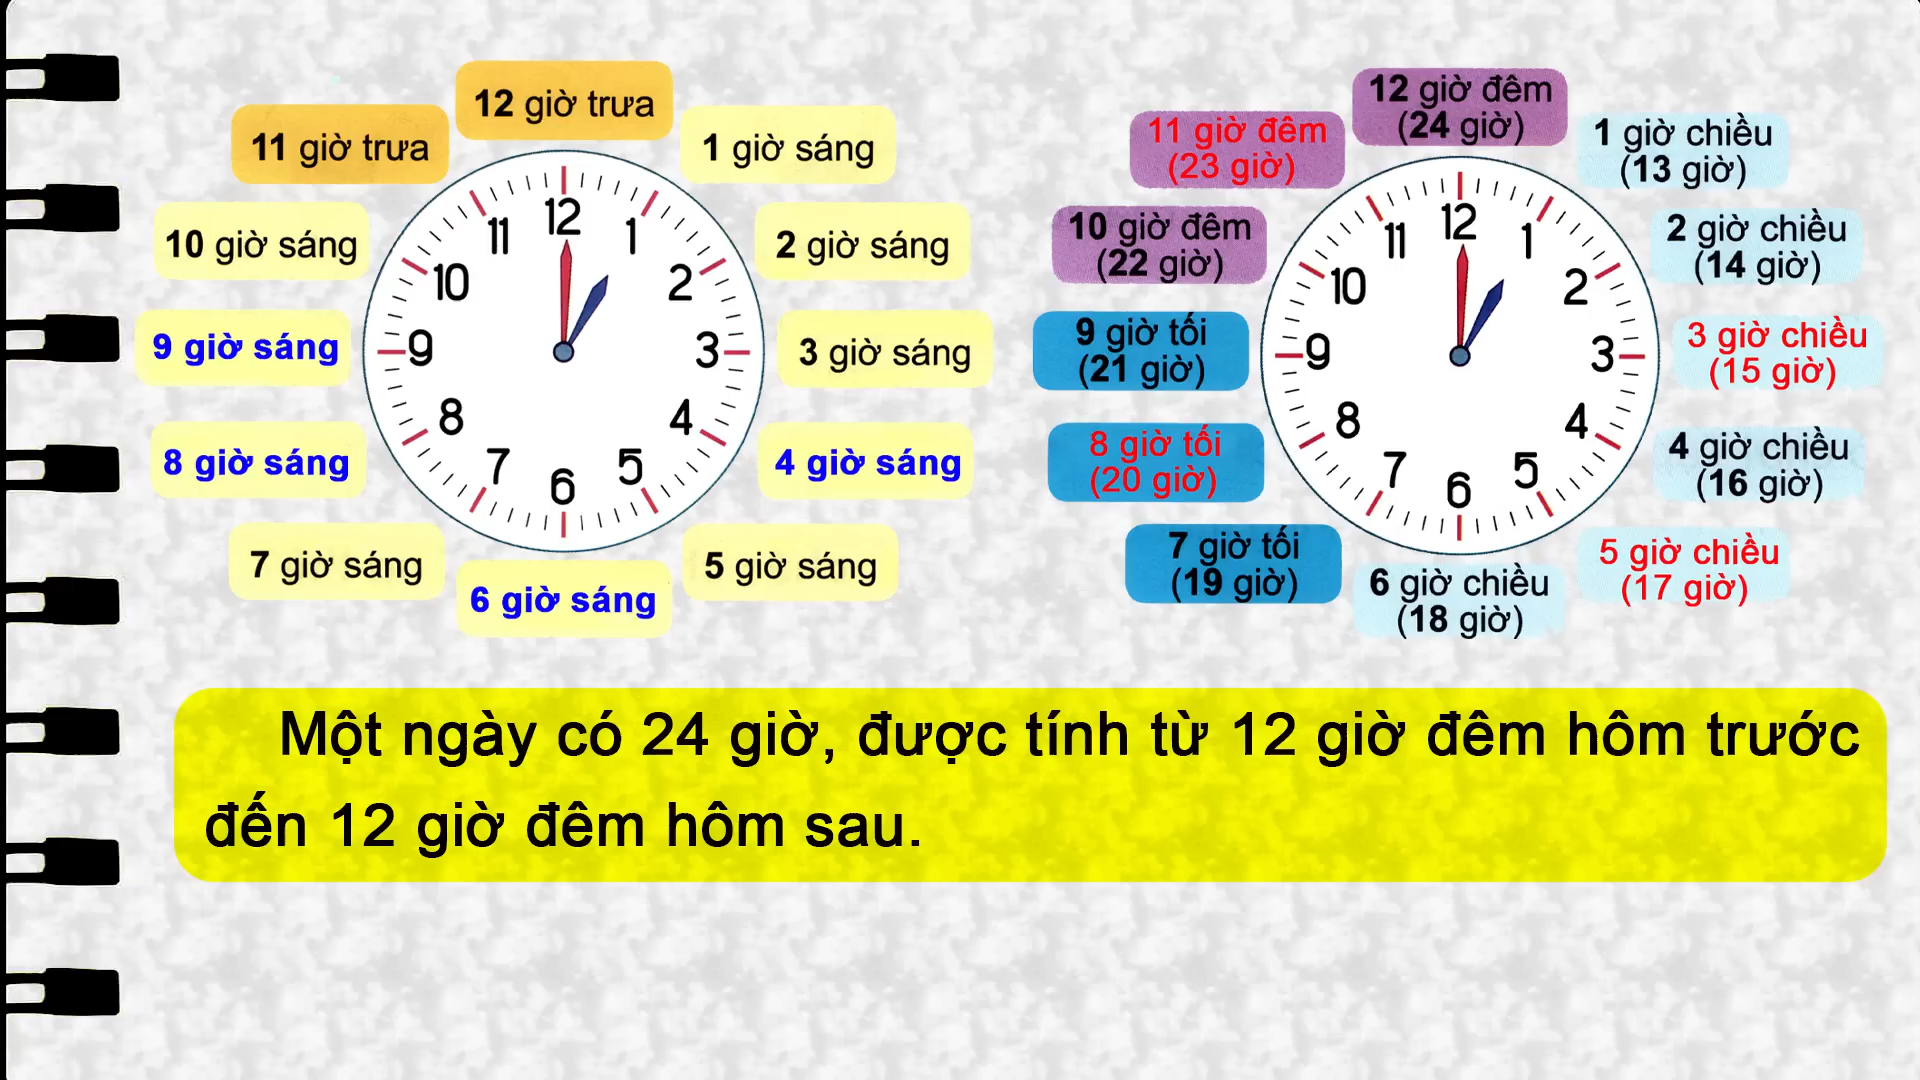 12 giờ trưa
11 giờ trưa
1 giờ sáng
10 giờ sáng
2 giờ sáng
9 giờ sáng
3 giờ sáng
8 giờ sáng
4 giờ sáng
7 giờ sáng
5 giờ sáng
6 giờ sáng
12
11
1
10
2
9
3
8
4
7
5
6
12 giờ đêm
(24 giờ)
11 giờ đêm
(23 giờ)
1 giờ chiều
(13 giờ)
10 giờ đêm
(22 giờ)
2 giờ chiều
(14 giờ)
9 giờ tối
(21 giờ)
3 giờ chiều
(15 giờ)
8 giờ tối
(20 giờ)
4 giờ chiều
(16 giờ)
7 giờ tối
(19 giờ)
5 giờ chiều
(17 giờ)
6 giờ chiều
(18 giờ)
12
11
1
10
2
9
3
8
4
7
5
6
Một ngày có 24 giờ, được tính từ 12 giờ đêm hôm trước
đến 12 giờ đêm hôm sau.